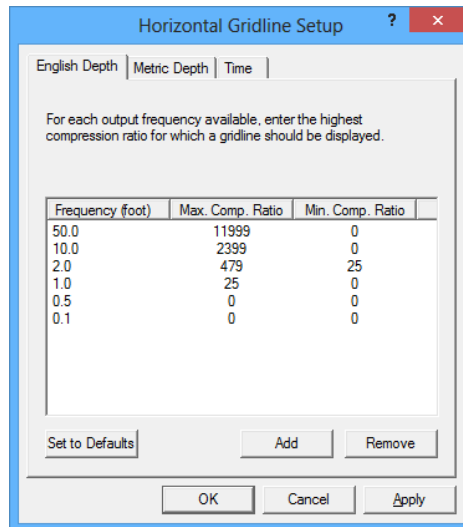 Horizontal Gridline Setup ? ×
English Depth Metric Depth Time
For each output frequency available, enter the highest
compression ratio for which a gridline should be displayed.
Frequency (foot) Max. Comp. Ratio Min. Comp. Ratio
50.0 11999 0
10.0 2399 0
2.0 479 25
1.0 25 0
0.5 0 0
0.1 0 0
Set to Defaults Add Remove
OK Cancel Apply